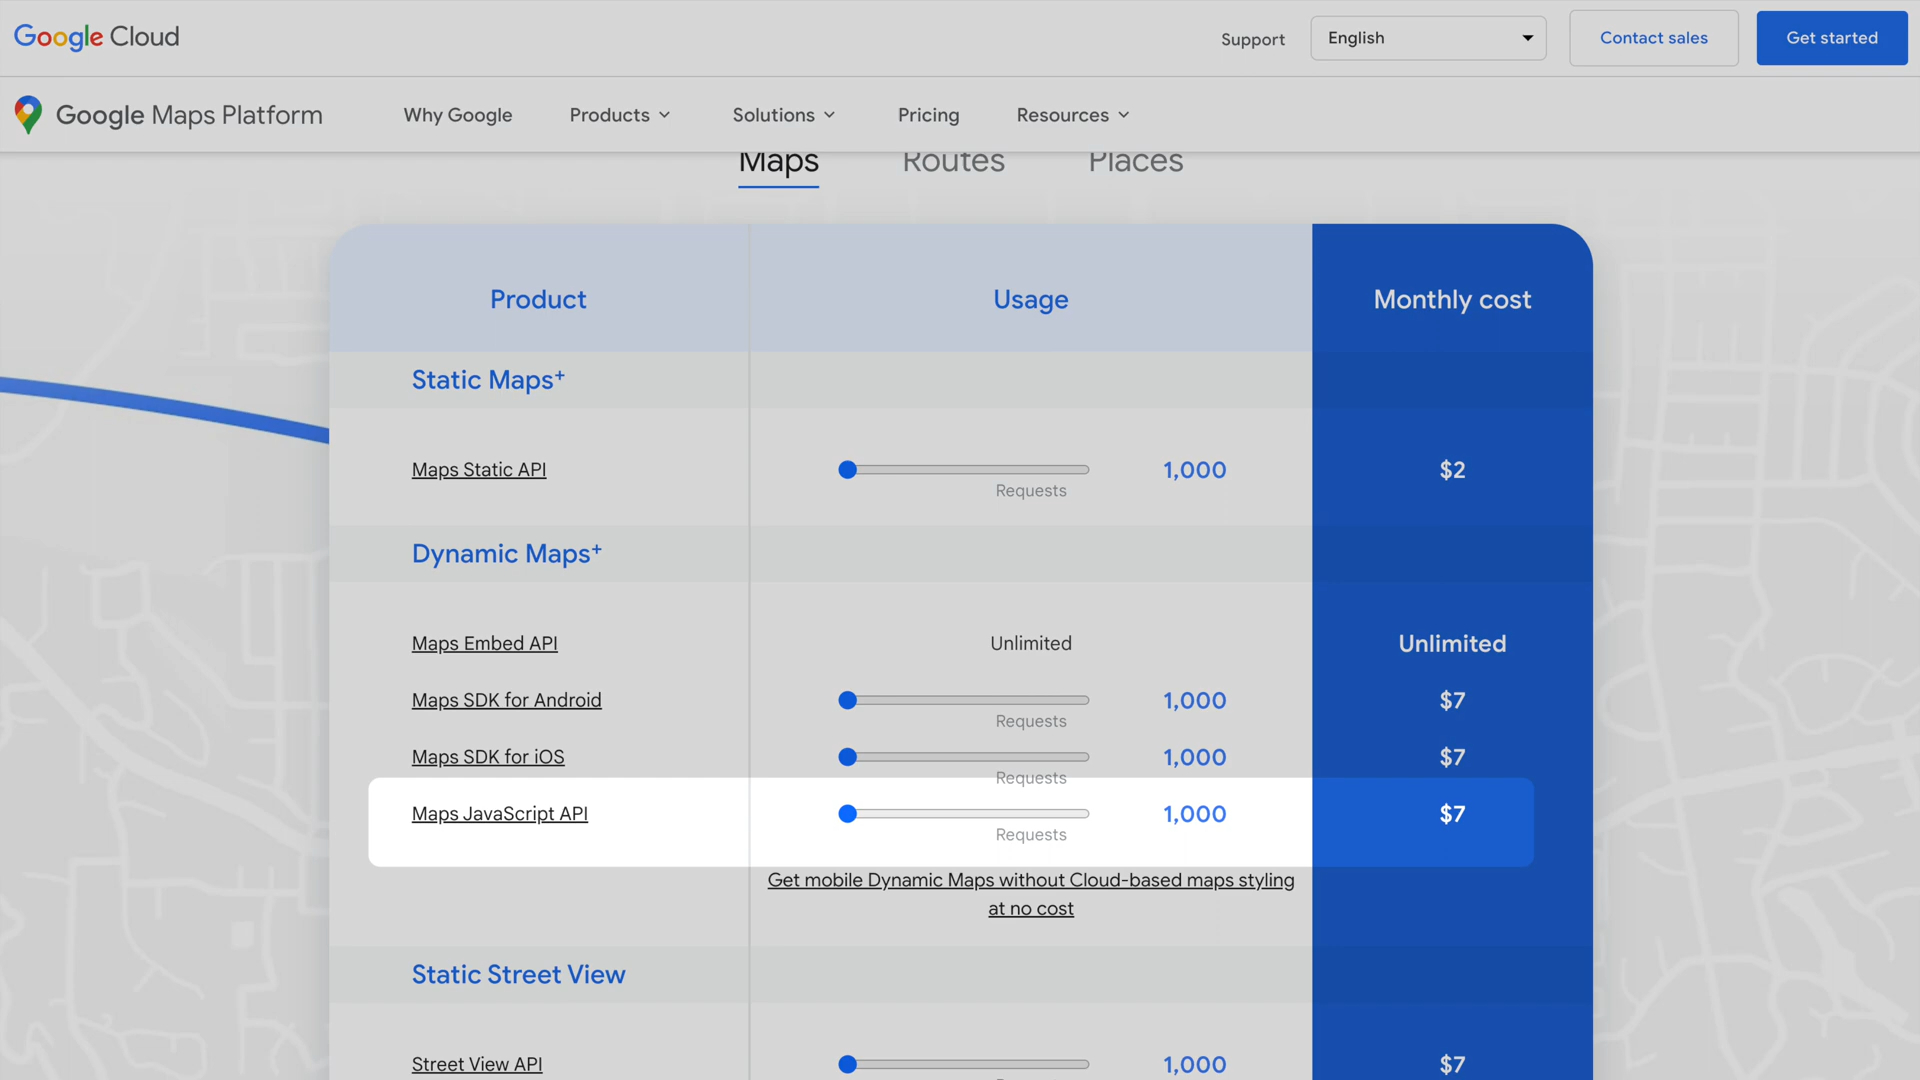 Google Cloud
Support
English
Contact sales
Get started
Google Maps Platform
Why Google
Products
Solutions
Pricing
Resources
Maps
Routes
Places
Product
Usage
Monthly cost
Static Maps+
Maps Static API
1,000
$2
Requests
Dynamic Maps+
Maps Embed API
Unlimited
Unlimited
Maps SDK for Android
1,000
$7
Requests
Maps SDK for iOS
1,000
$7
Requests
Maps JavaScript API
1,000
$7
Requests
Get mobile Dynamic Maps without Cloud-based maps styling
at no cost
Static Street View
Street View API
1,000
$7